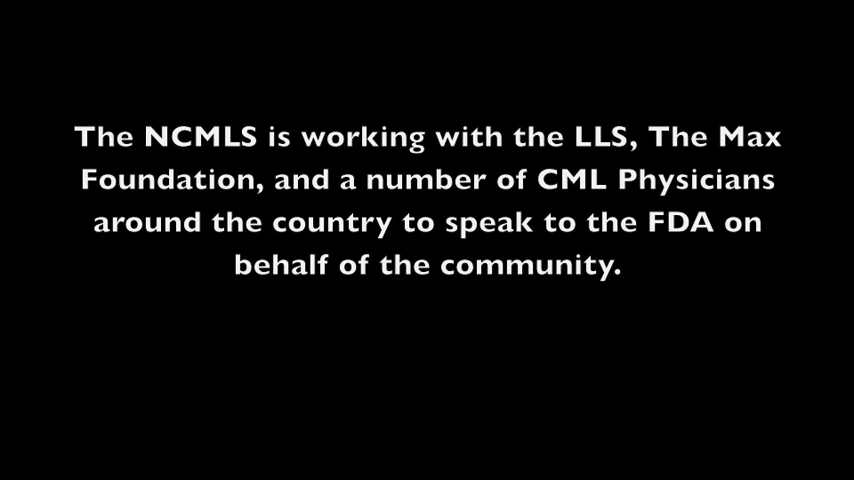 The NCMLS is working with the LLS, The Max
Foundation, and a number of CML Physicians
around the country to speak to the FDA on
behalf of the community.